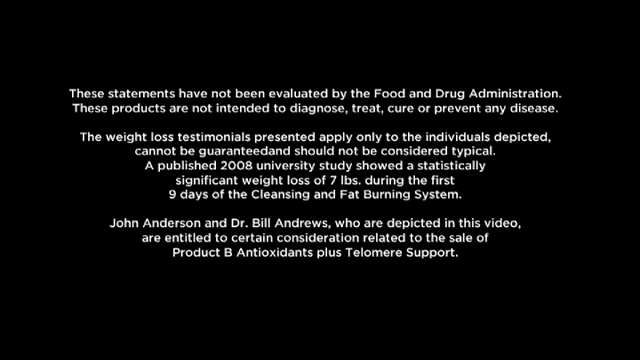 These statements have not been evaluated by the Food and Drug Administration.
These products are not intended to diagnose, treat, cure or prevent any disease.
The weight loss testimonials presented apply only to the individuals depicted,
cannot be guaranteedand should not be considered typical.
A published 2008 university study showed a statistically
significant weight loss of 7 lbs. during the first
9 days of the Cleansing and Fat Burning System.
John Anderson and Dr. Bill Andrews, who are depicted in this video,
are entitled to certain consideration related to the sale of
Product B Antioxidants plus Telomere Support.